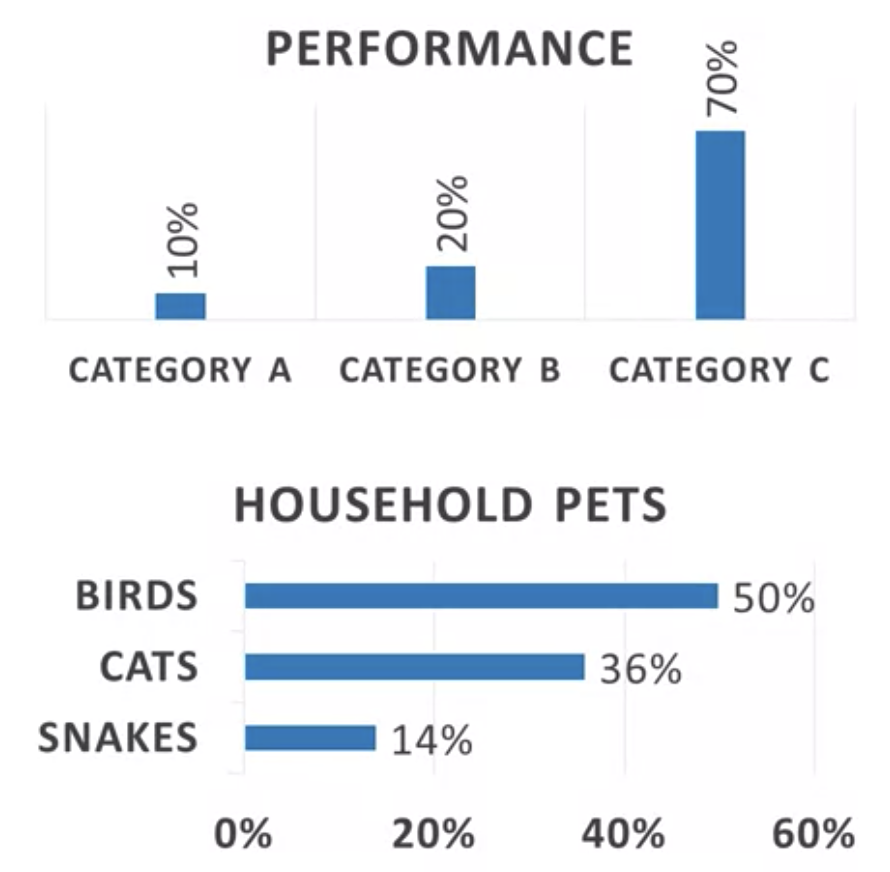 PERFORMANCE
10%
20%
70%
CATEGORY A
CATEGORY B
CATEGORY C
HOUSEHOLD PETS
BIRDS
50%
CATS
36%
SNAKES
14%
0%
20%
40%
60%